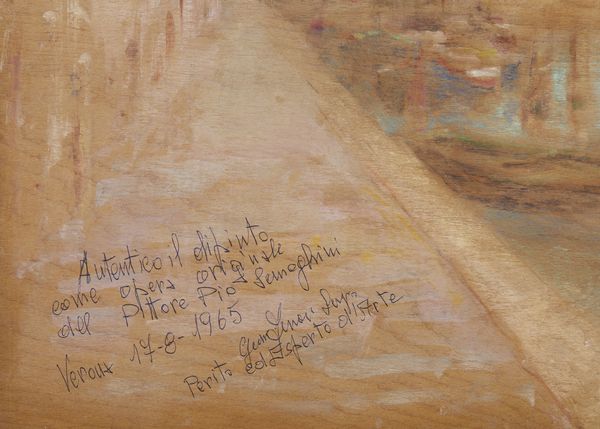 Autentico il dipinto
come opera originale
del Pittore Pio Semeghini
Verona 17-8-1965
Perito ed Esperto d'Arte